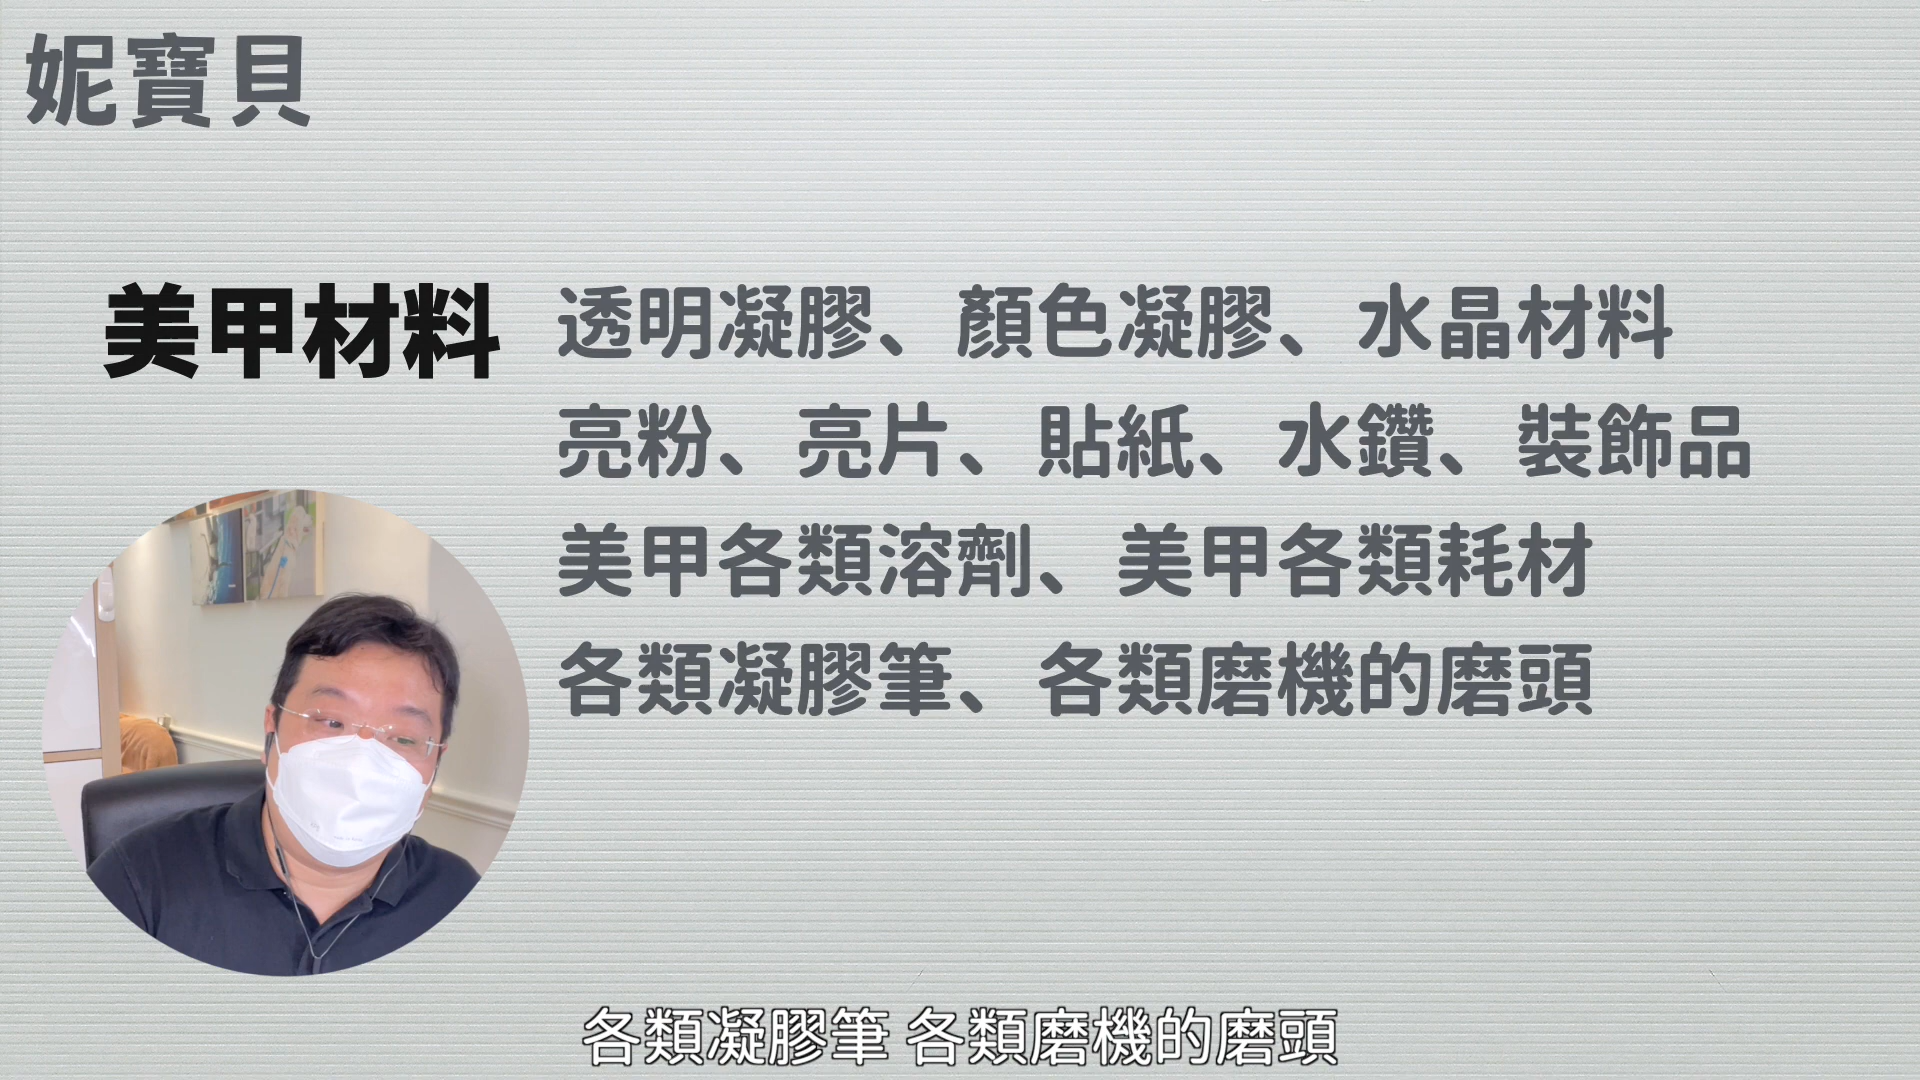 妮寶貝
美甲材料
透明凝膠、顏色凝膠、水晶材料
亮粉、亮片、貼紙、水鑽、裝飾品
美甲各類溶劑、美甲各類耗材
各類凝膠筆、各類磨機的磨頭
各類凝膠筆 各類磨機的磨頭